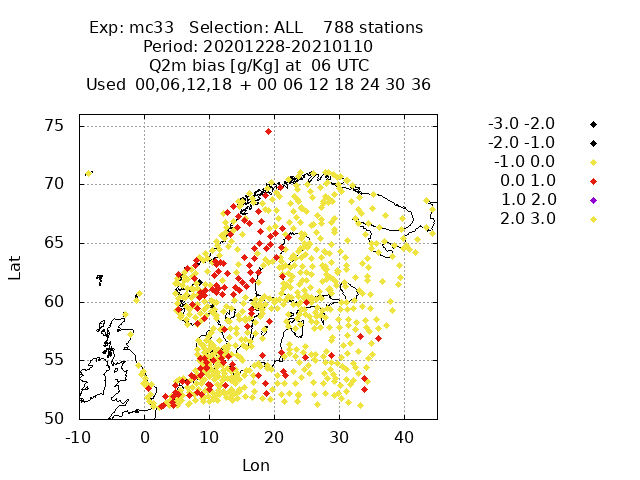 Exp: mc33   Selection: ALL    788 stations
Period: 20201228-20210110
Q2m bias [g/Kg] at  06 UTC
Used  00,06,12,18 + 00 06 12 18 24 30 36
-3.0 -2.0
-2.0 -1.0
-1.0 0.0
0.0 1.0
1.0 2.0
2.0 3.0
75
70
65
60
55
50
Lat
-10 0 10 20 30 40
Lon